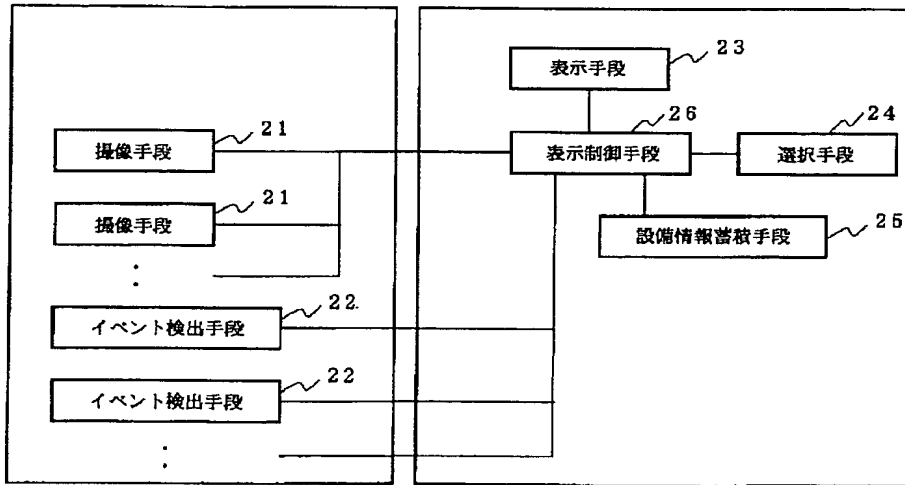 撮像手段
21
撮像手段
21
イベント検出手段
22
イベント検出手段
22
表示手段
23
表示制御手段
26
選択手段
24
設備情報蓄積手段
25